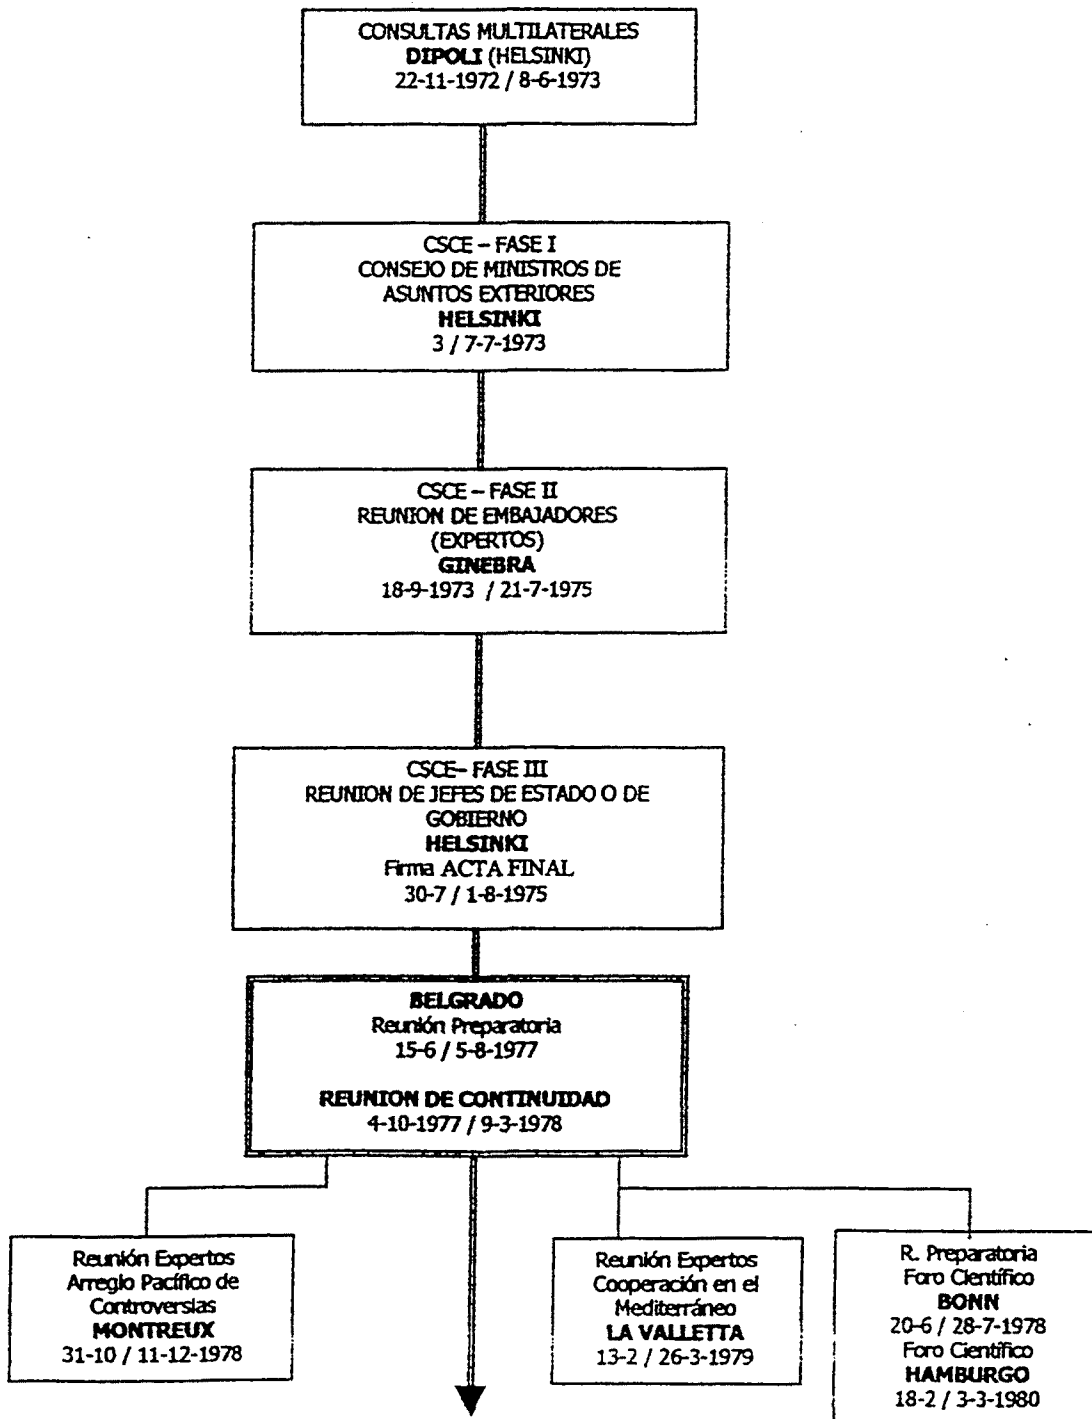 CONSULTAS MULTILATERALES
DIPOLI (HELSINKI)
22-11-1972 / 8-6-1973
CSCE – FASE I
CONSEJO DE MINISTROS DE
ASUNTOS EXTERIORES
HELSINKI
3 / 7-7-1973
CSCE – FASE II
REUNION DE EMBAJADORES
(EXPERTOS)
GINEBRA
18-9-1973 / 21-7-1975
CSCE– FASE III
REUNION DE JEFES DE ESTADO O DE
GOBIERNO
HELSINKI
Firma ACTA FINAL
30-7 / 1-8-1975
BELGRADO
Reunión Preparatoria
15-6 / 5-8-1977
REUNION DE CONTINUIDAD
4-10-1977 / 9-3-1978
Reunión Expertos
Arreglo Pacífico de
Controversias
MONTREUX
31-10 / 11-12-1978
Reunión Expertos
Cooperación en el
Mediterráneo
LA VALLETTA
13-2 / 26-3-1979
R. Preparatoria
Foro Científico
BONN
20-6 / 28-7-1978
Foro Científico
HAMBURGO
18-2 / 3-3-1980